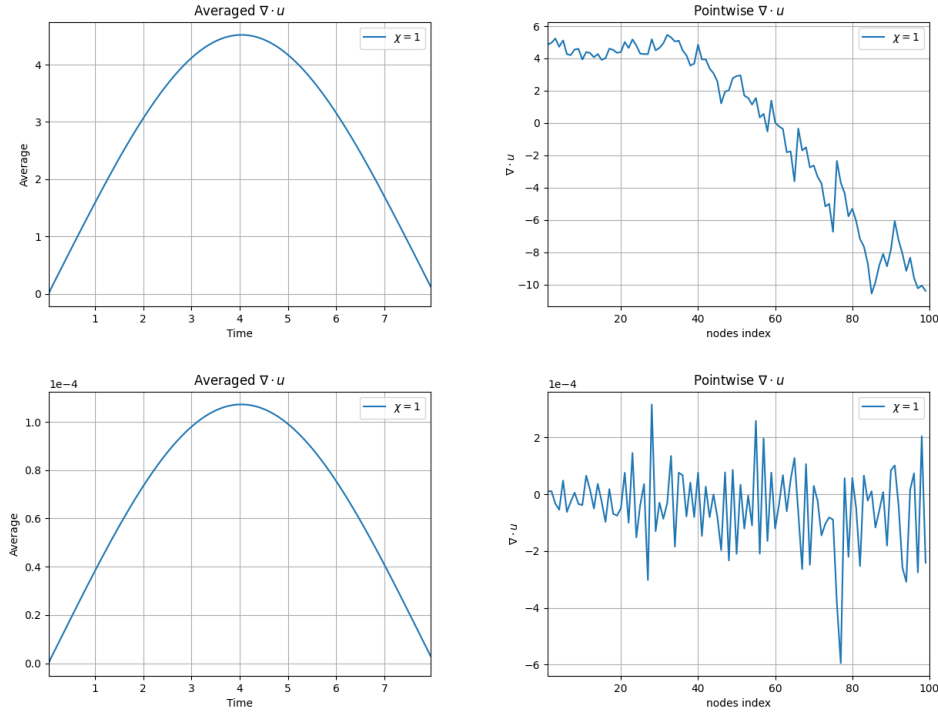 Averaged ∇ · u
χ = 1
Average
4
3
2
1
0
1 2 3 4 5 6 7
Time
Pointwise ∇ · u
χ = 1
∇ · u
6
4
2
0
−2
−4
−6
−8
−10
20 40 60 80 100
nodes index
Averaged ∇ · u
1e−4
χ = 1
Average
1.0
0.8
0.6
0.4
0.2
0.0
1 2 3 4 5 6 7
Time
Pointwise ∇ · u
1e−4
χ = 1
∇ · u
2
0
−2
−4
−6
20 40 60 80 100
nodes index